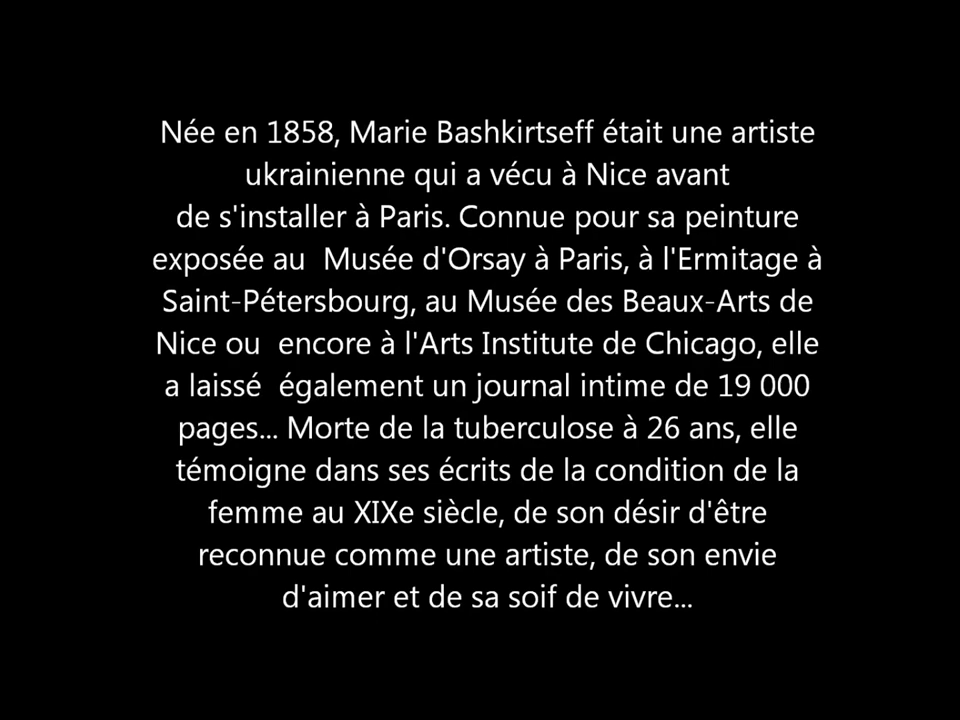 Née en 1858, Marie Bashkirtseff était une artiste
ukrainienne qui a vécu à Nice avant
de s'installer à Paris. Connue pour sa peinture
exposée au  Musée d'Orsay à Paris, à l'Ermitage à
Saint-Pétersbourg, au Musée des Beaux-Arts de
Nice ou  encore à l'Arts Institute de Chicago, elle
a laissé  également un journal intime de 19 000
pages... Morte de la tuberculose à 26 ans, elle
témoigne dans ses écrits de la condition de la
femme au XIXe siècle, de son désir d'être
reconnue comme une artiste, de son envie
d'aimer et de sa soif de vivre...